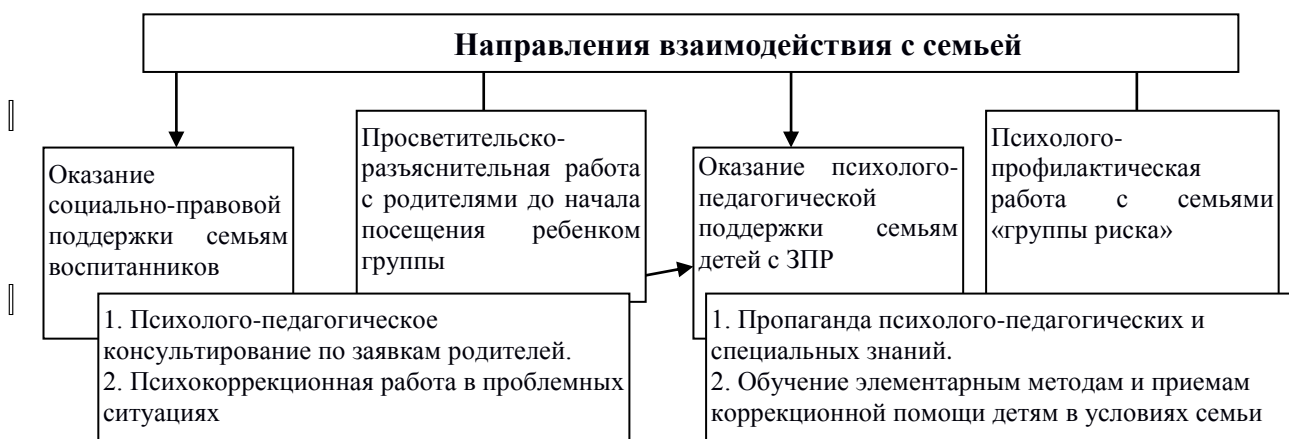 Направления взаимодействия с семьей
Оказание
социально-правовой
поддержки семьям
воспитанников
Просветительско-
разъяснительная работа
с родителями до начала
посещения ребенком
группы
Оказание психолого-
педагогической
поддержки семьям
детей с ЗПР
Психолого-
профилактическая
работа с семьями
«группы риска»
1. Психолого-педагогическое
консультирование по заявкам родителей.
2. Психокоррекционная работа в проблемных
ситуациях
1. Пропаганда психолого-педагогических и
специальных знаний.
2. Обучение элементарным методам и приемам
коррекционной помощи детям в условиях семьи